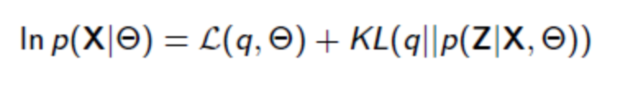 ln p(X|Θ) = ℒ(q, Θ) + KL(q||p(Z|X, Θ))